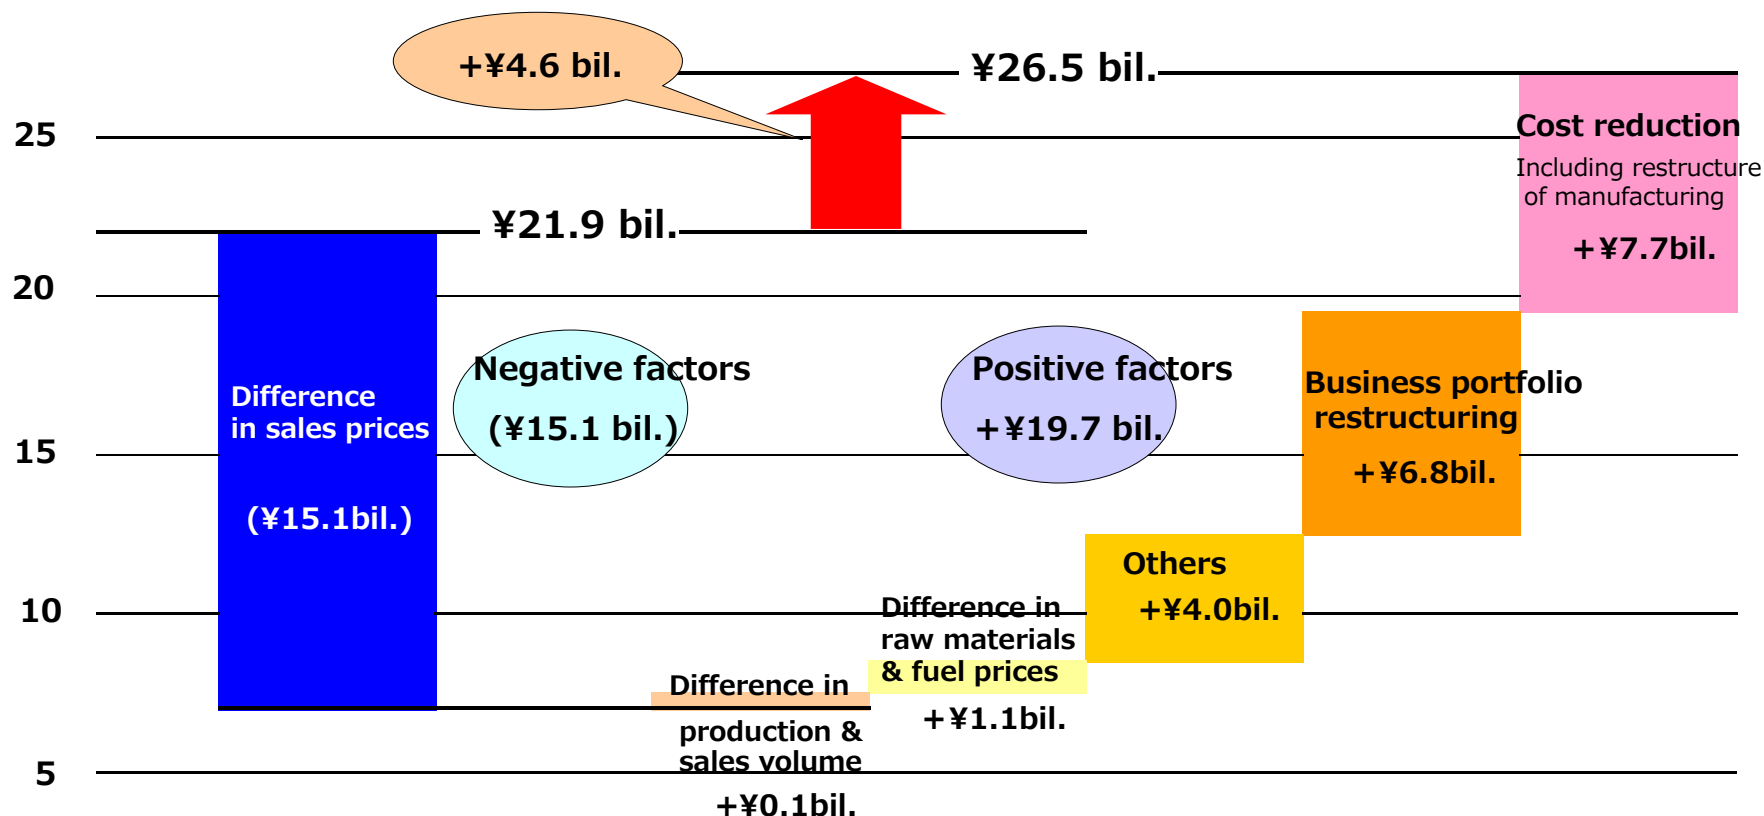 +¥4.6 bil.
¥26.5 bil.
25
Cost reduction
Including restructure
of manufacturing
+¥7.7bil.
¥21.9 bil.
20
Difference
in sales prices
(¥15.1bil.)
Negative factors
(¥15.1 bil.)
Positive factors
+¥19.7 bil.
Business portfolio
restructuring
+¥6.8bil.
15
Others
+¥4.0bil.
10
Difference in
raw materials
& fuel prices
+¥1.1bil.
Difference in
production &
sales volume
+¥0.1bil.
5